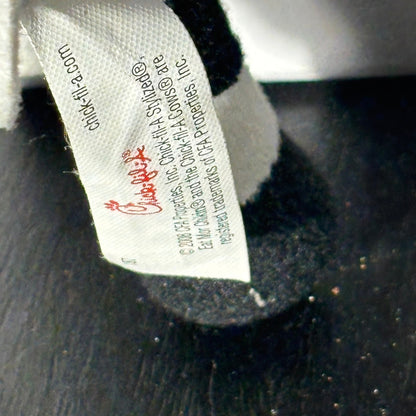 chick-fil-a.com
Chick-fil-A®
© 2008 CFA Properties, Inc. Chick-fil-A Stylized®,
Eat Mor Chikin® and the Chick-fil-A Cows® are
registered trademarks of CFA Properties, Inc.